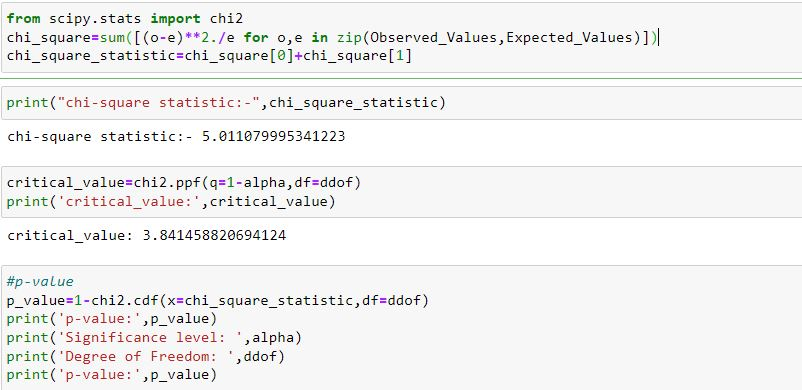 from scipy.stats import chi2
chi_square=sum([(o-e)**2./e for o,e in zip(Observed_Values,Expected_Values)])
chi_square_statistic=chi_square[0]+chi_square[1]
print("chi-square statistic:-",chi_square_statistic)
chi-square statistic:- 5.011079995341223
critical_value=chi2.ppf(q=1-alpha,df=ddof)
print('critical_value:',critical_value)
critical_value: 3.841458820694124
#p-value
p_value=1-chi2.cdf(x=chi_square_statistic,df=ddof)
print('p-value:',p_value)
print('Significance level: ',alpha)
print('Degree of Freedom: ',ddof)
print('p-value:',p_value)